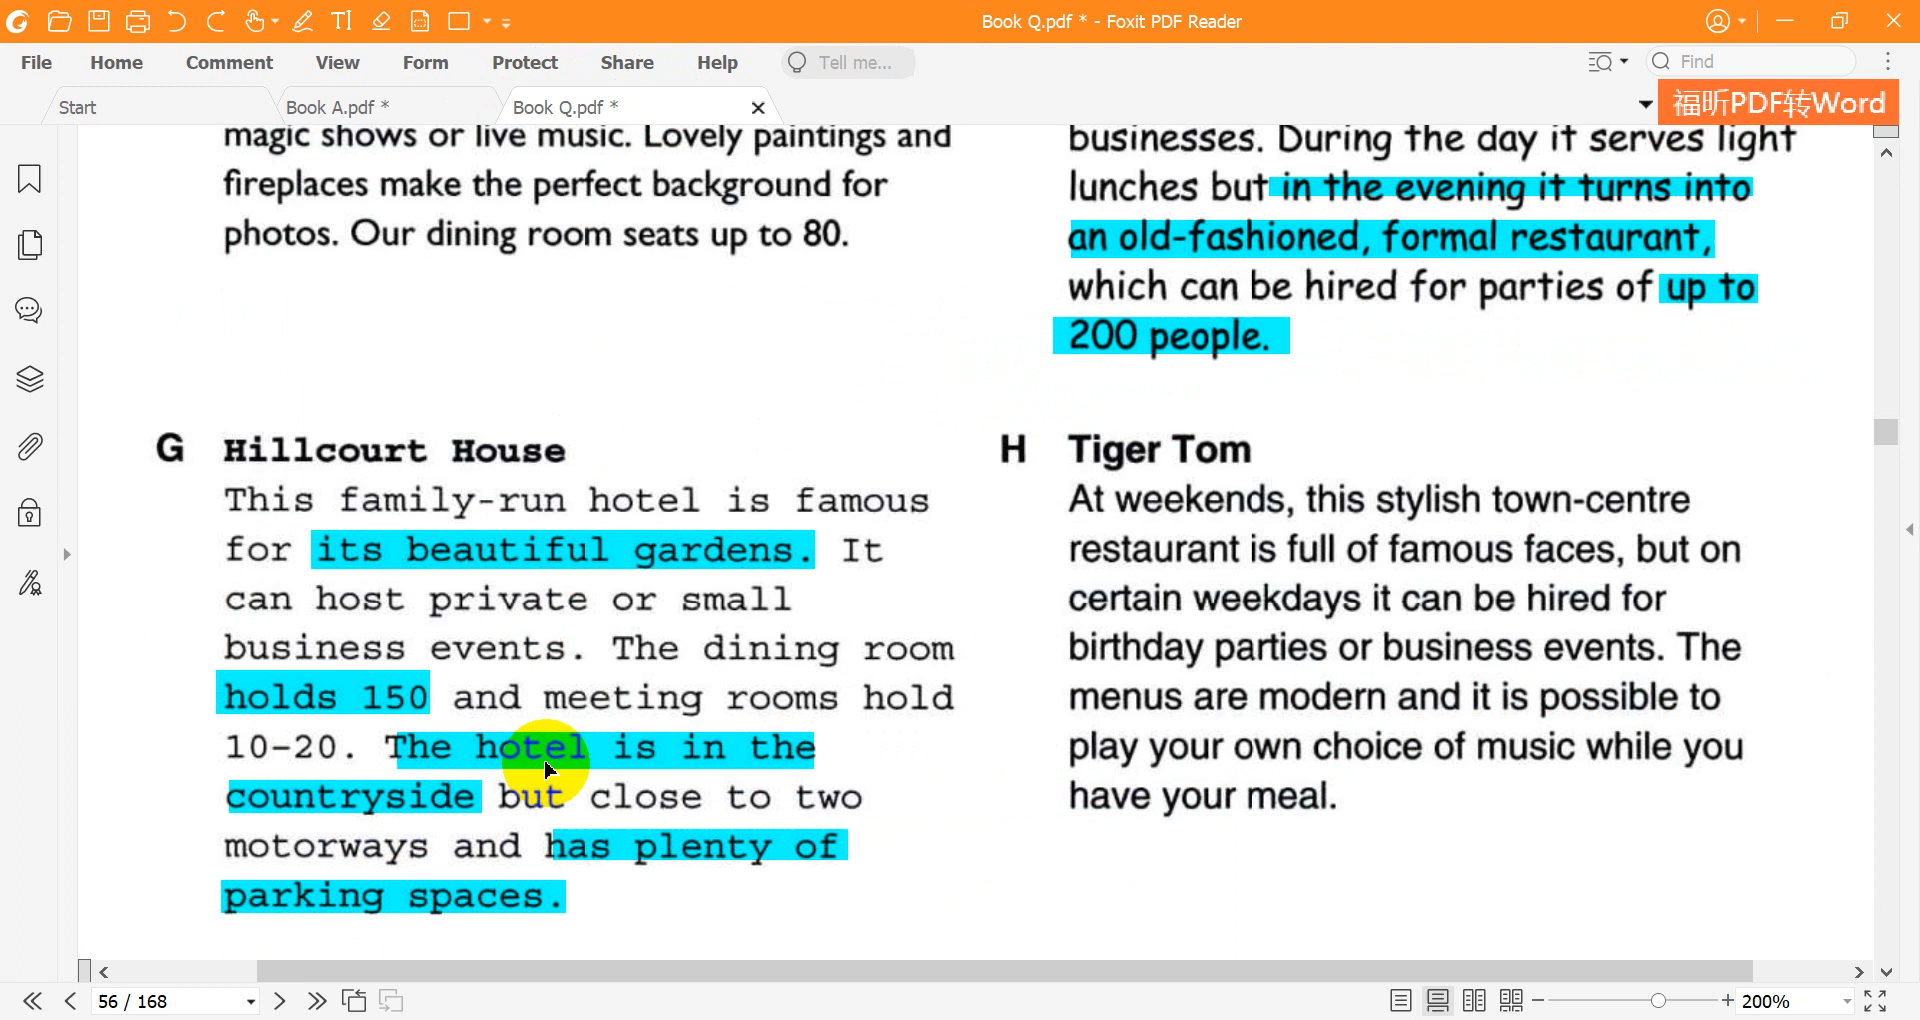 Book Q.pdf * - Foxit PDF Reader
File Home Comment View Form Protect Share Help Tell me... Find
Start Book A.pdf * Book Q.pdf * 福昕PDF转Word
magic shows or live music. Lovely paintings and
fireplaces make the perfect background for
photos. Our dining room seats up to 80.
businesses. During the day it serves light
lunches but in the evening it turns into
an old-fashioned, formal restaurant,
which can be hired for parties of up to
200 people.
G Hillcourt House
This family-run hotel is famous
for its beautiful gardens. It
can host private or small
business events. The dining room
holds 150 and meeting rooms hold
10-20. The hotel is in the
countryside but close to two
motorways and has plenty of
parking spaces.
H Tiger Tom
At weekends, this stylish town-centre
restaurant is full of famous faces, but on
certain weekdays it can be hired for
birthday parties or business events. The
menus are modern and it is possible to
play your own choice of music while you
have your meal.
56 / 168 200%